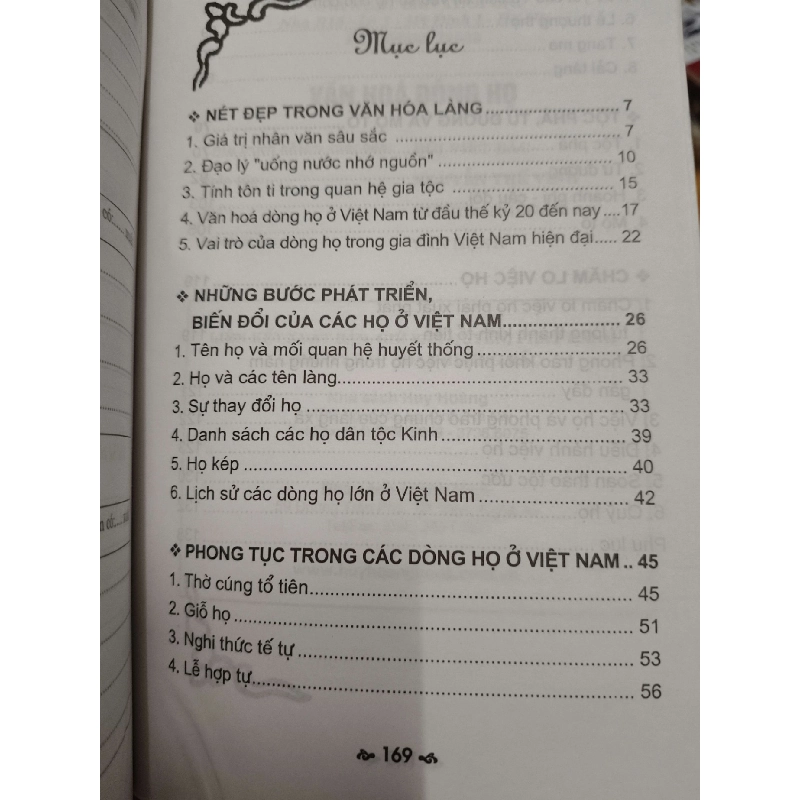 Mục lục
❖ NÉT ĐẸP TRONG VĂN HÓA LÀNG ........................ 7
1. Giá trị nhân văn sâu sắc ........................................ 7
2. Đạo lý "uống nước nhớ nguồn" .............................. 10
3. Tính tôn ti trong quan hệ gia tộc ............................ 15
4. Văn hoá dòng họ ở Việt Nam từ đầu thế kỷ 20 đến nay ....17
5. Vai trò của dòng họ trong gia đình Việt Nam hiện đại..... 22
❖ NHỮNG BƯỚC PHÁT TRIỂN,
BIẾN ĐỔI CỦA CÁC HỌ Ở VIỆT NAM..................... 26
1. Tên họ và mối quan hệ huyết thống ......................... 26
2. Họ và các tên làng................................................. 33
3. Sự thay đổi họ ....................................................... 33
4. Danh sách các họ dân tộc Kinh ............................... 39
5. Họ kép .................................................................. 40
6. Lịch sử các dòng họ lớn ở Việt Nam ......................... 42
❖ PHONG TỤC TRONG CÁC DÒNG HỌ Ở VIỆT NAM .. 45
1. Thờ cúng tổ tiên..................................................... 45
2. Giỗ họ ................................................................... 51
3. Nghi thức tế tự ....................................................... 53
4. Lễ hợp tự............................................................... 56
169